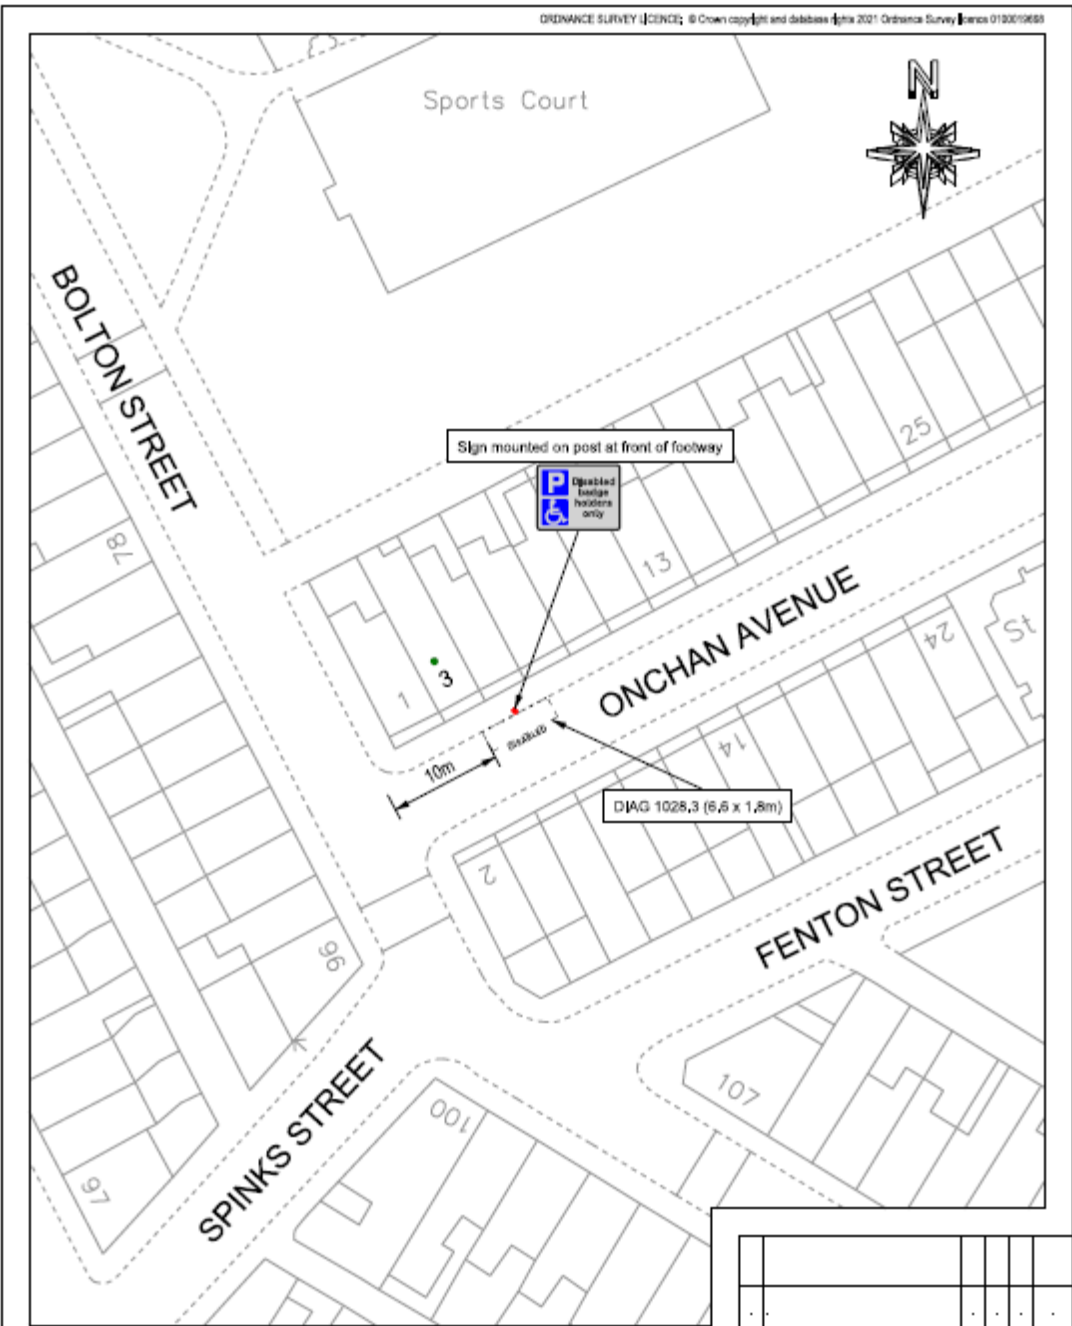 ORDNANCE SURVEY LICENCE; © Crown copyright and database rights 2021 Ordnance Survey licence 0100019668
Sports Court
N
BOLTON STREET
Sign mounted on post at front of footway
P
Disabled
badge
holders
only
25
13
78
ONCHAN AVENUE
24
St
3
1
14
10m
DIAG 1028.3 (6.6 x 1.8m)
2
FENTON STREET
96
SPINKS STREET
107
100
97